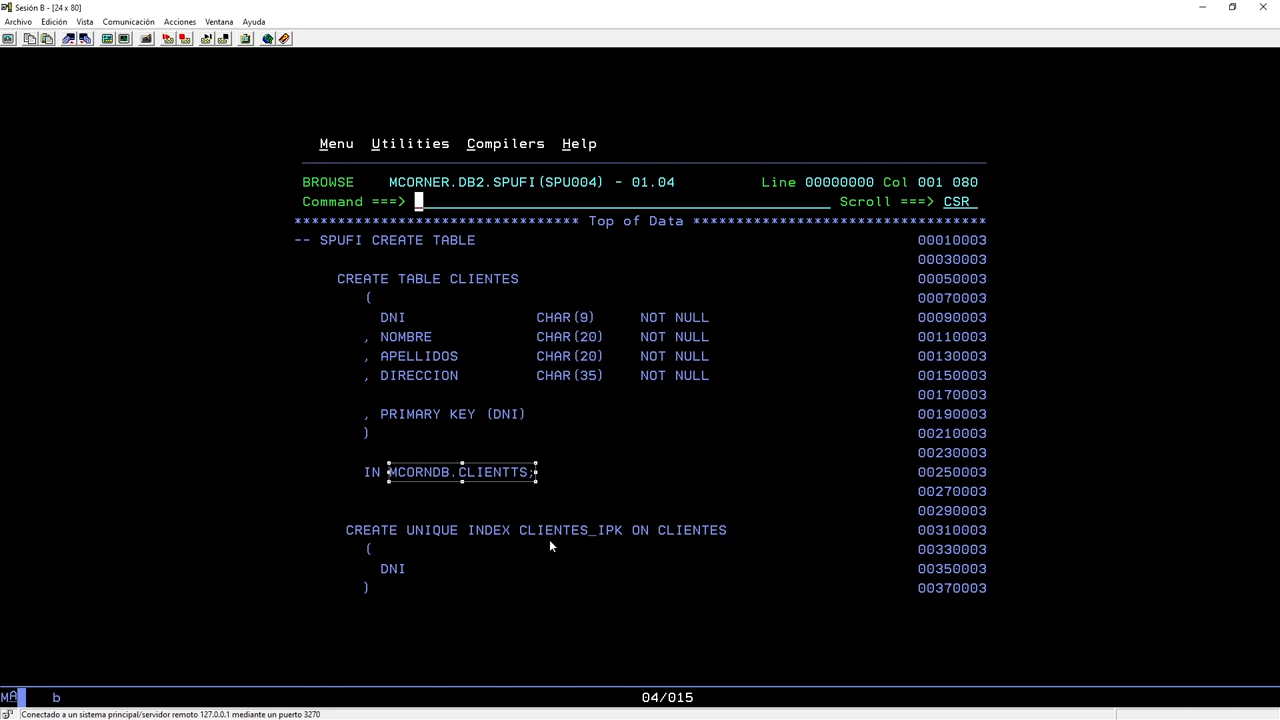 Sesión B - [24 x 80]
Archivo Edición Vista Comunicación Acciones Ventana Ayuda
Menu Utilities Compilers Help
BROWSE MCORNER.DB2.SPUFI(SPU004) - 01.04 Line 00000000 Col 001 080
Command ===> Scroll ===> CSR
********************************* Top of Data **********************************
-- SPUFI CREATE TABLE 00010003
00030003
CREATE TABLE CLIENTES 00050003
( 00070003
DNI CHAR(9) NOT NULL 00090003
, NOMBRE CHAR(20) NOT NULL 00110003
, APELLIDOS CHAR(20) NOT NULL 00130003
, DIRECCION CHAR(35) NOT NULL 00150003
00170003
, PRIMARY KEY (DNI) 00190003
) 00210003
00230003
IN MCORNDB.CLIENTTS; 00250003
00270003
00290003
CREATE UNIQUE INDEX CLIENTES_IPK ON CLIENTES 00310003
( 00330003
DNI 00350003
) 00370003
MA b 04/015
Conectado a un sistema principal/servidor remoto 127.0.0.1 mediante un puerto 3270